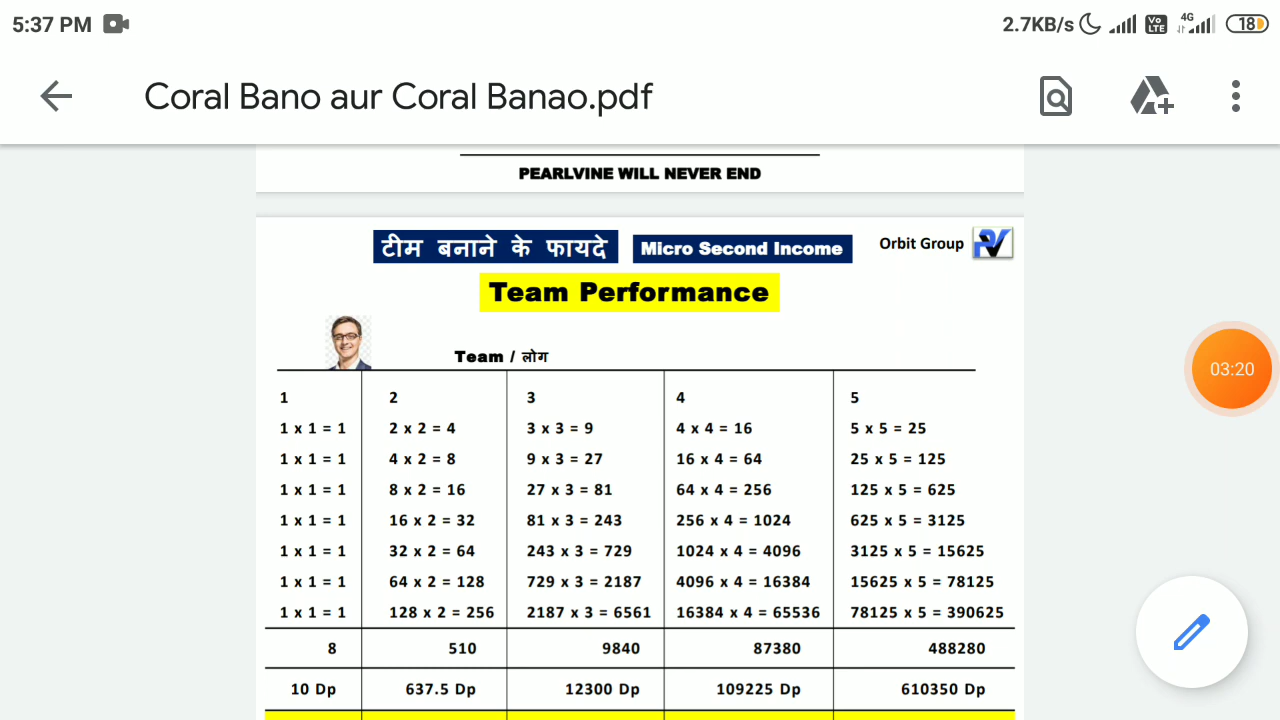 5:37 PM 2.7KB/s Vo LTE 4G 18
Coral Bano aur Coral Banao.pdf
PEARLVINE WILL NEVER END
टीम बनाने के फायदे Micro Second Income Orbit Group PV
Team Performance
Team / लोग
03:20
1 2 3 4 5
1 x 1 = 1 2 x 2 = 4 3 x 3 = 9 4 x 4 = 16 5 x 5 = 25
1 x 1 = 1 4 x 2 = 8 9 x 3 = 27 16 x 4 = 64 25 x 5 = 125
1 x 1 = 1 8 x 2 = 16 27 x 3 = 81 64 x 4 = 256 125 x 5 = 625
1 x 1 = 1 16 x 2 = 32 81 x 3 = 243 256 x 4 = 1024 625 x 5 = 3125
1 x 1 = 1 32 x 2 = 64 243 x 3 = 729 1024 x 4 = 4096 3125 x 5 = 15625
1 x 1 = 1 64 x 2 = 128 729 x 3 = 2187 4096 x 4 = 16384 15625 x 5 = 78125
1 x 1 = 1 128 x 2 = 256 2187 x 3 = 6561 16384 x 4 = 65536 78125 x 5 = 390625
8 510 9840 87380 488280
10 Dp 637.5 Dp 12300 Dp 109225 Dp 610350 Dp